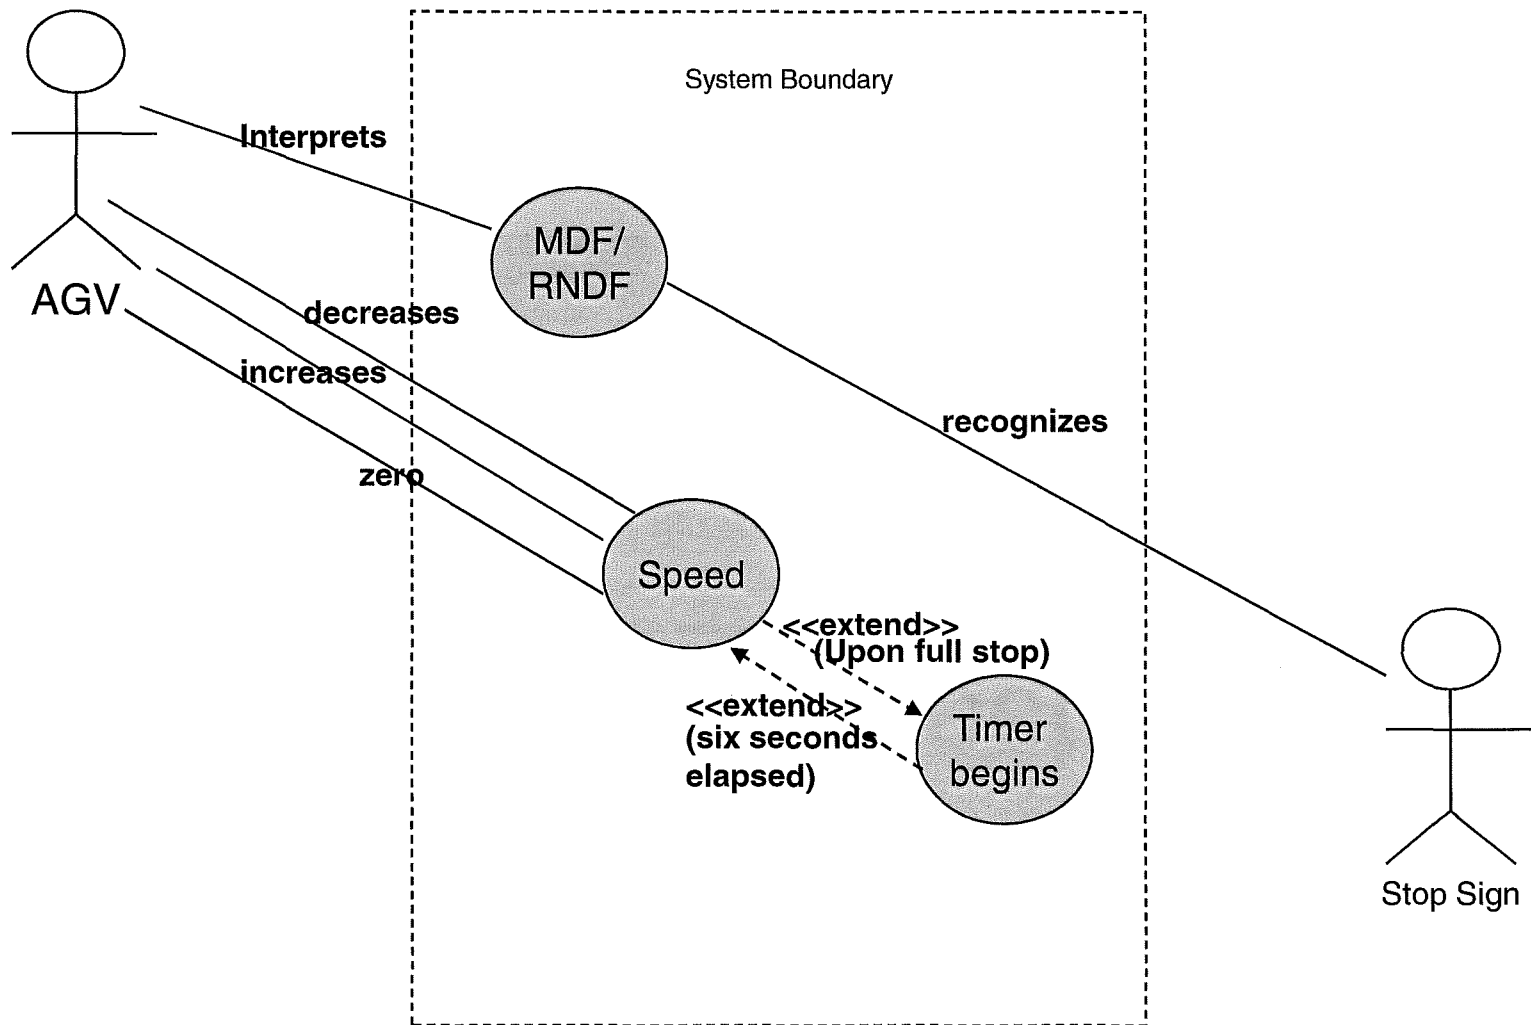 System Boundary
Interprets
MDF/
RNDF
AGV
decreases
increases
recognizes
zero
Speed
<<extend>>
(Upon full stop)
<<extend>>
(six seconds
elapsed)
Timer
begins
Stop Sign